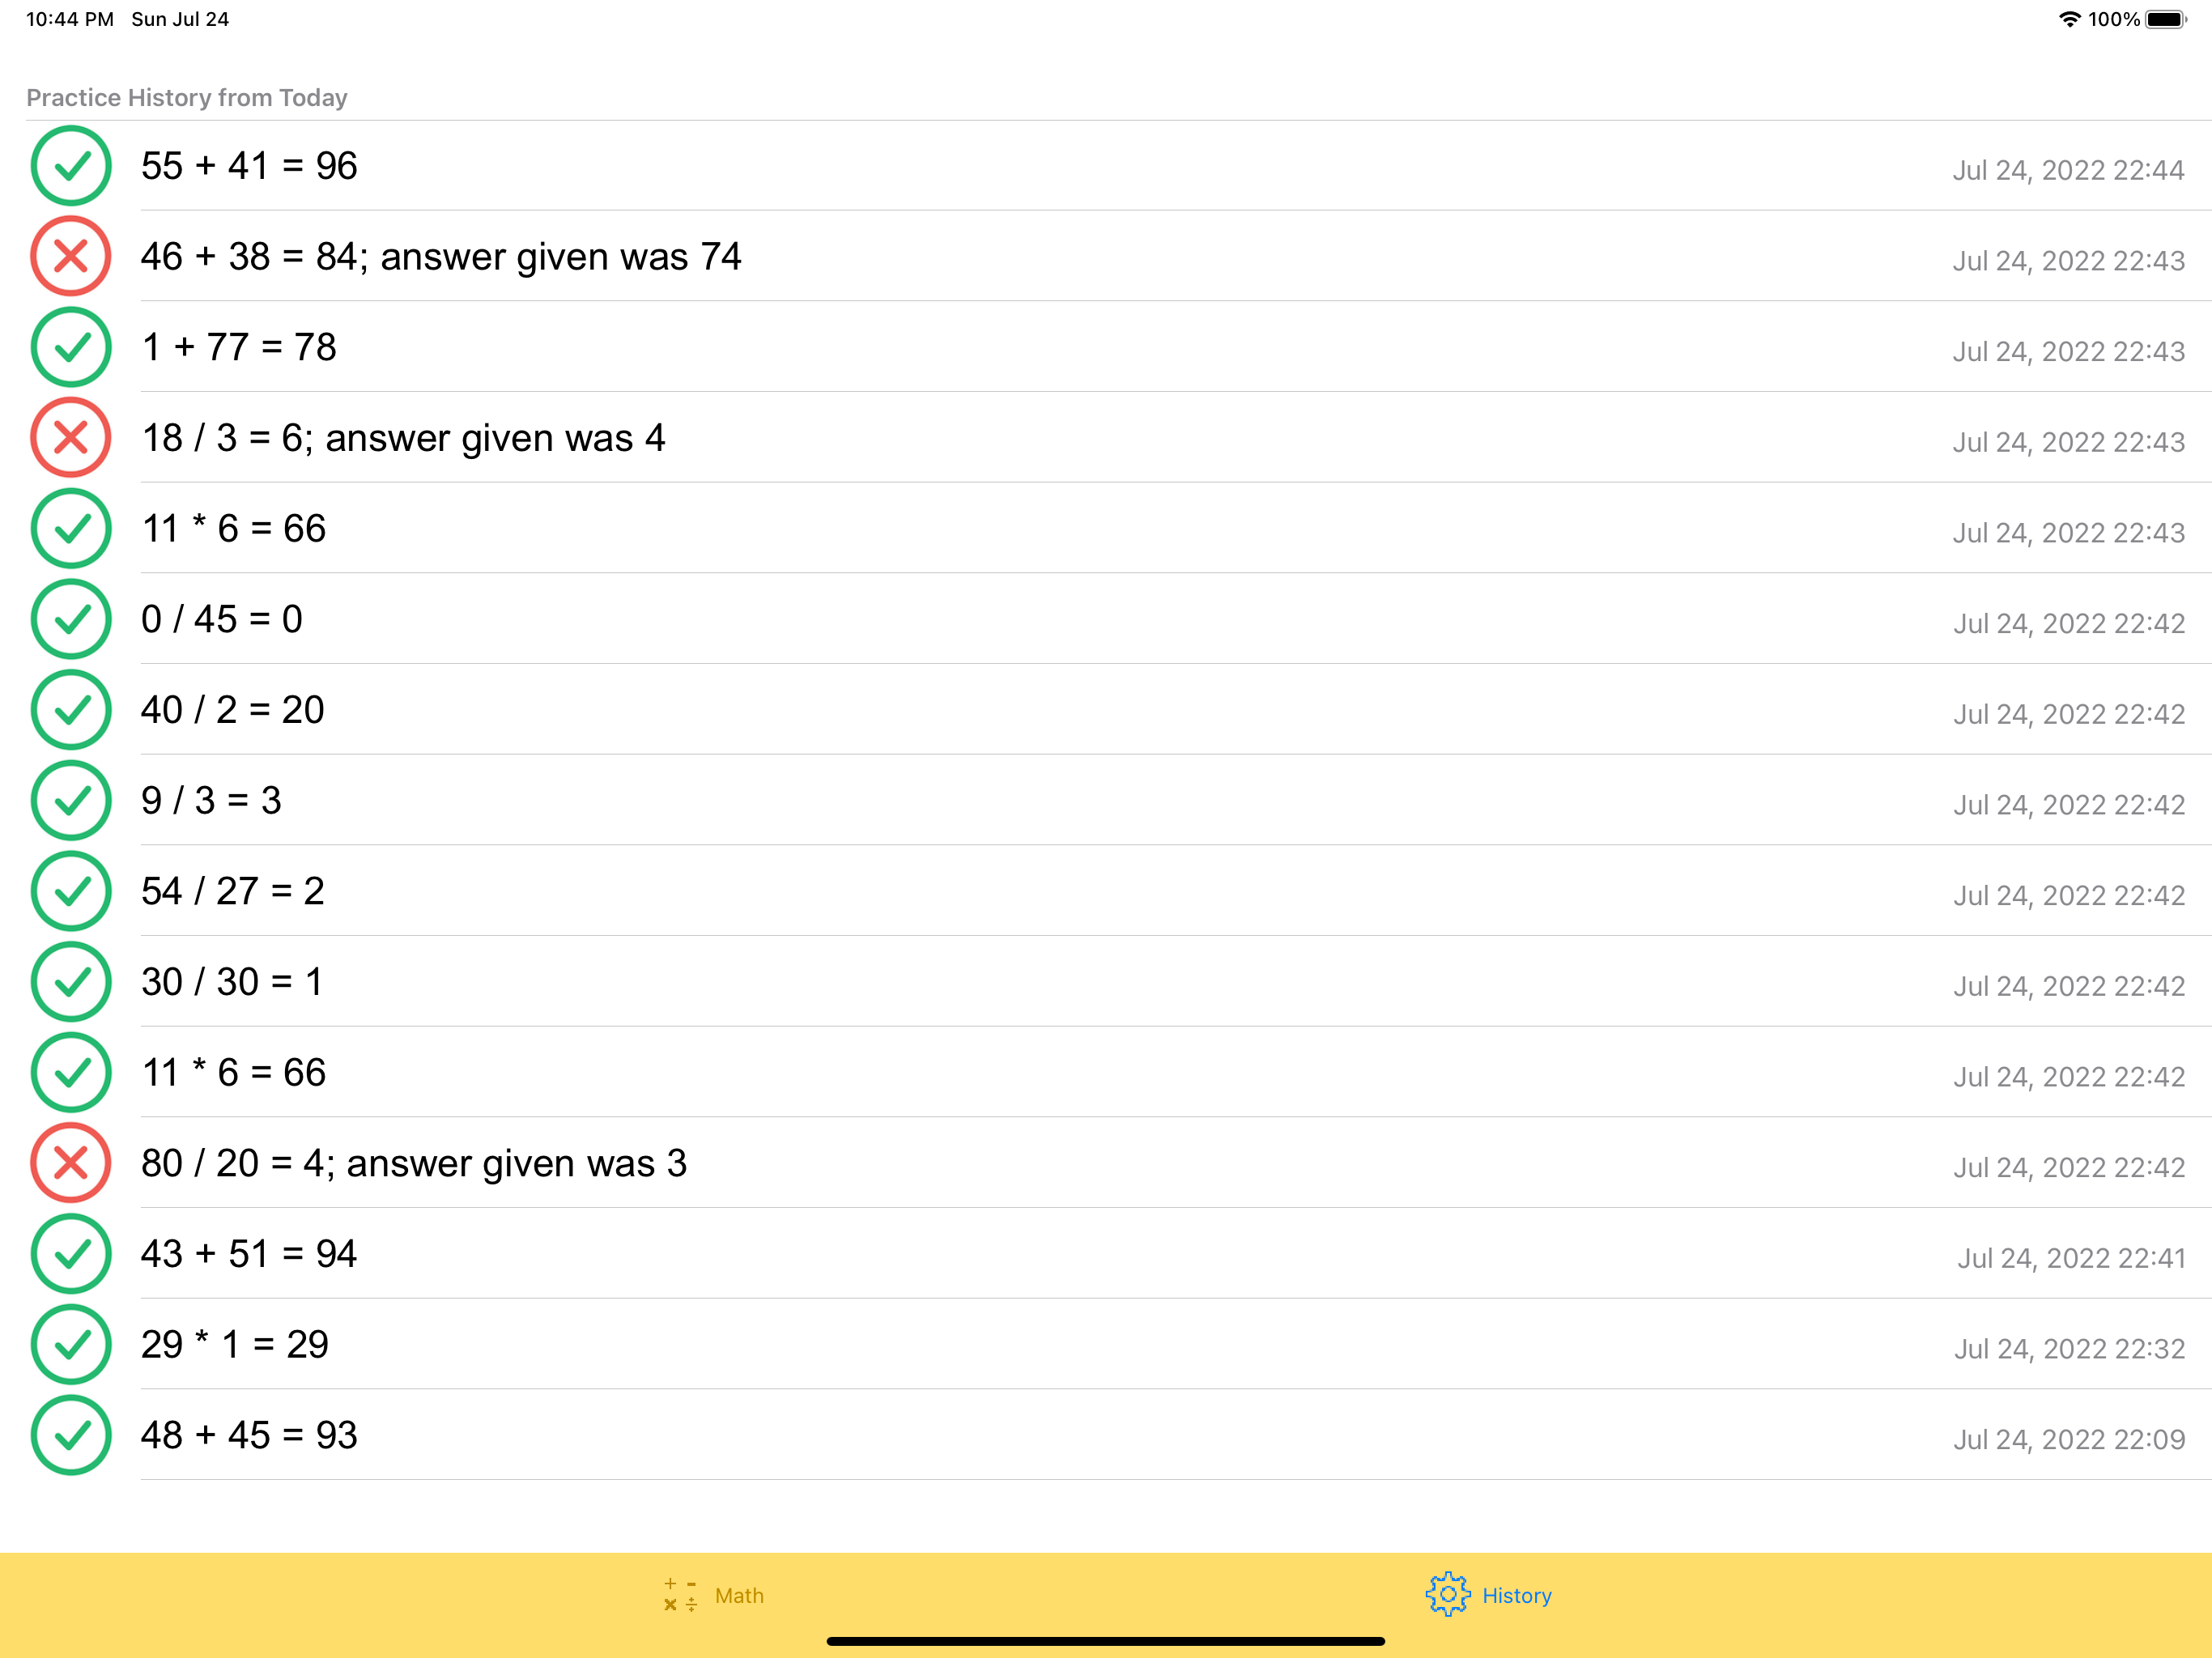 10:44 PM Sun Jul 24 100%
Practice History from Today
55 + 41 = 96 Jul 24, 2022 22:44
46 + 38 = 84; answer given was 74 Jul 24, 2022 22:43
1 + 77 = 78 Jul 24, 2022 22:43
18 / 3 = 6; answer given was 4 Jul 24, 2022 22:43
11 * 6 = 66 Jul 24, 2022 22:43
0 / 45 = 0 Jul 24, 2022 22:42
40 / 2 = 20 Jul 24, 2022 22:42
9 / 3 = 3 Jul 24, 2022 22:42
54 / 27 = 2 Jul 24, 2022 22:42
30 / 30 = 1 Jul 24, 2022 22:42
11 * 6 = 66 Jul 24, 2022 22:42
80 / 20 = 4; answer given was 3 Jul 24, 2022 22:42
43 + 51 = 94 Jul 24, 2022 22:41
29 * 1 = 29 Jul 24, 2022 22:32
48 + 45 = 93 Jul 24, 2022 22:09
Math History